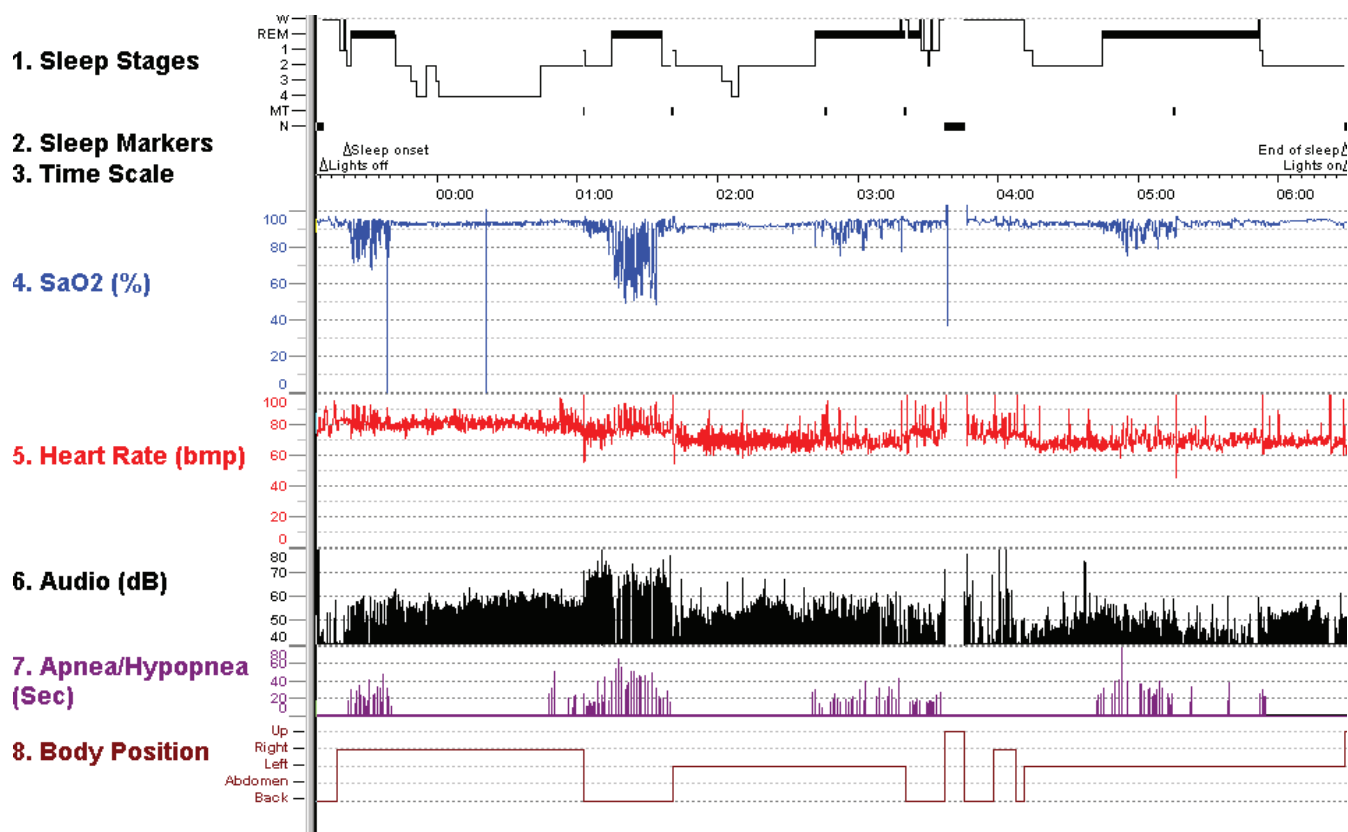 W
REM
1. Sleep Stages
1
2
3
4
MT
N
2. Sleep Markers
Sleep onset
End of sleep
Lights off
Lights on
3. Time Scale
00:00 01:00 02:00 03:00 04:00 05:00 06:00
4. SaO2 (%)
100
80
60
40
20
0
5. Heart Rate (bmp)
100
80
60
40
20
0
6. Audio (dB)
80
70
60
50
40
7. Apnea/Hypopnea
(Sec)
80
60
40
20
0
8. Body Position
Up
Right
Left
Abdomen
Back